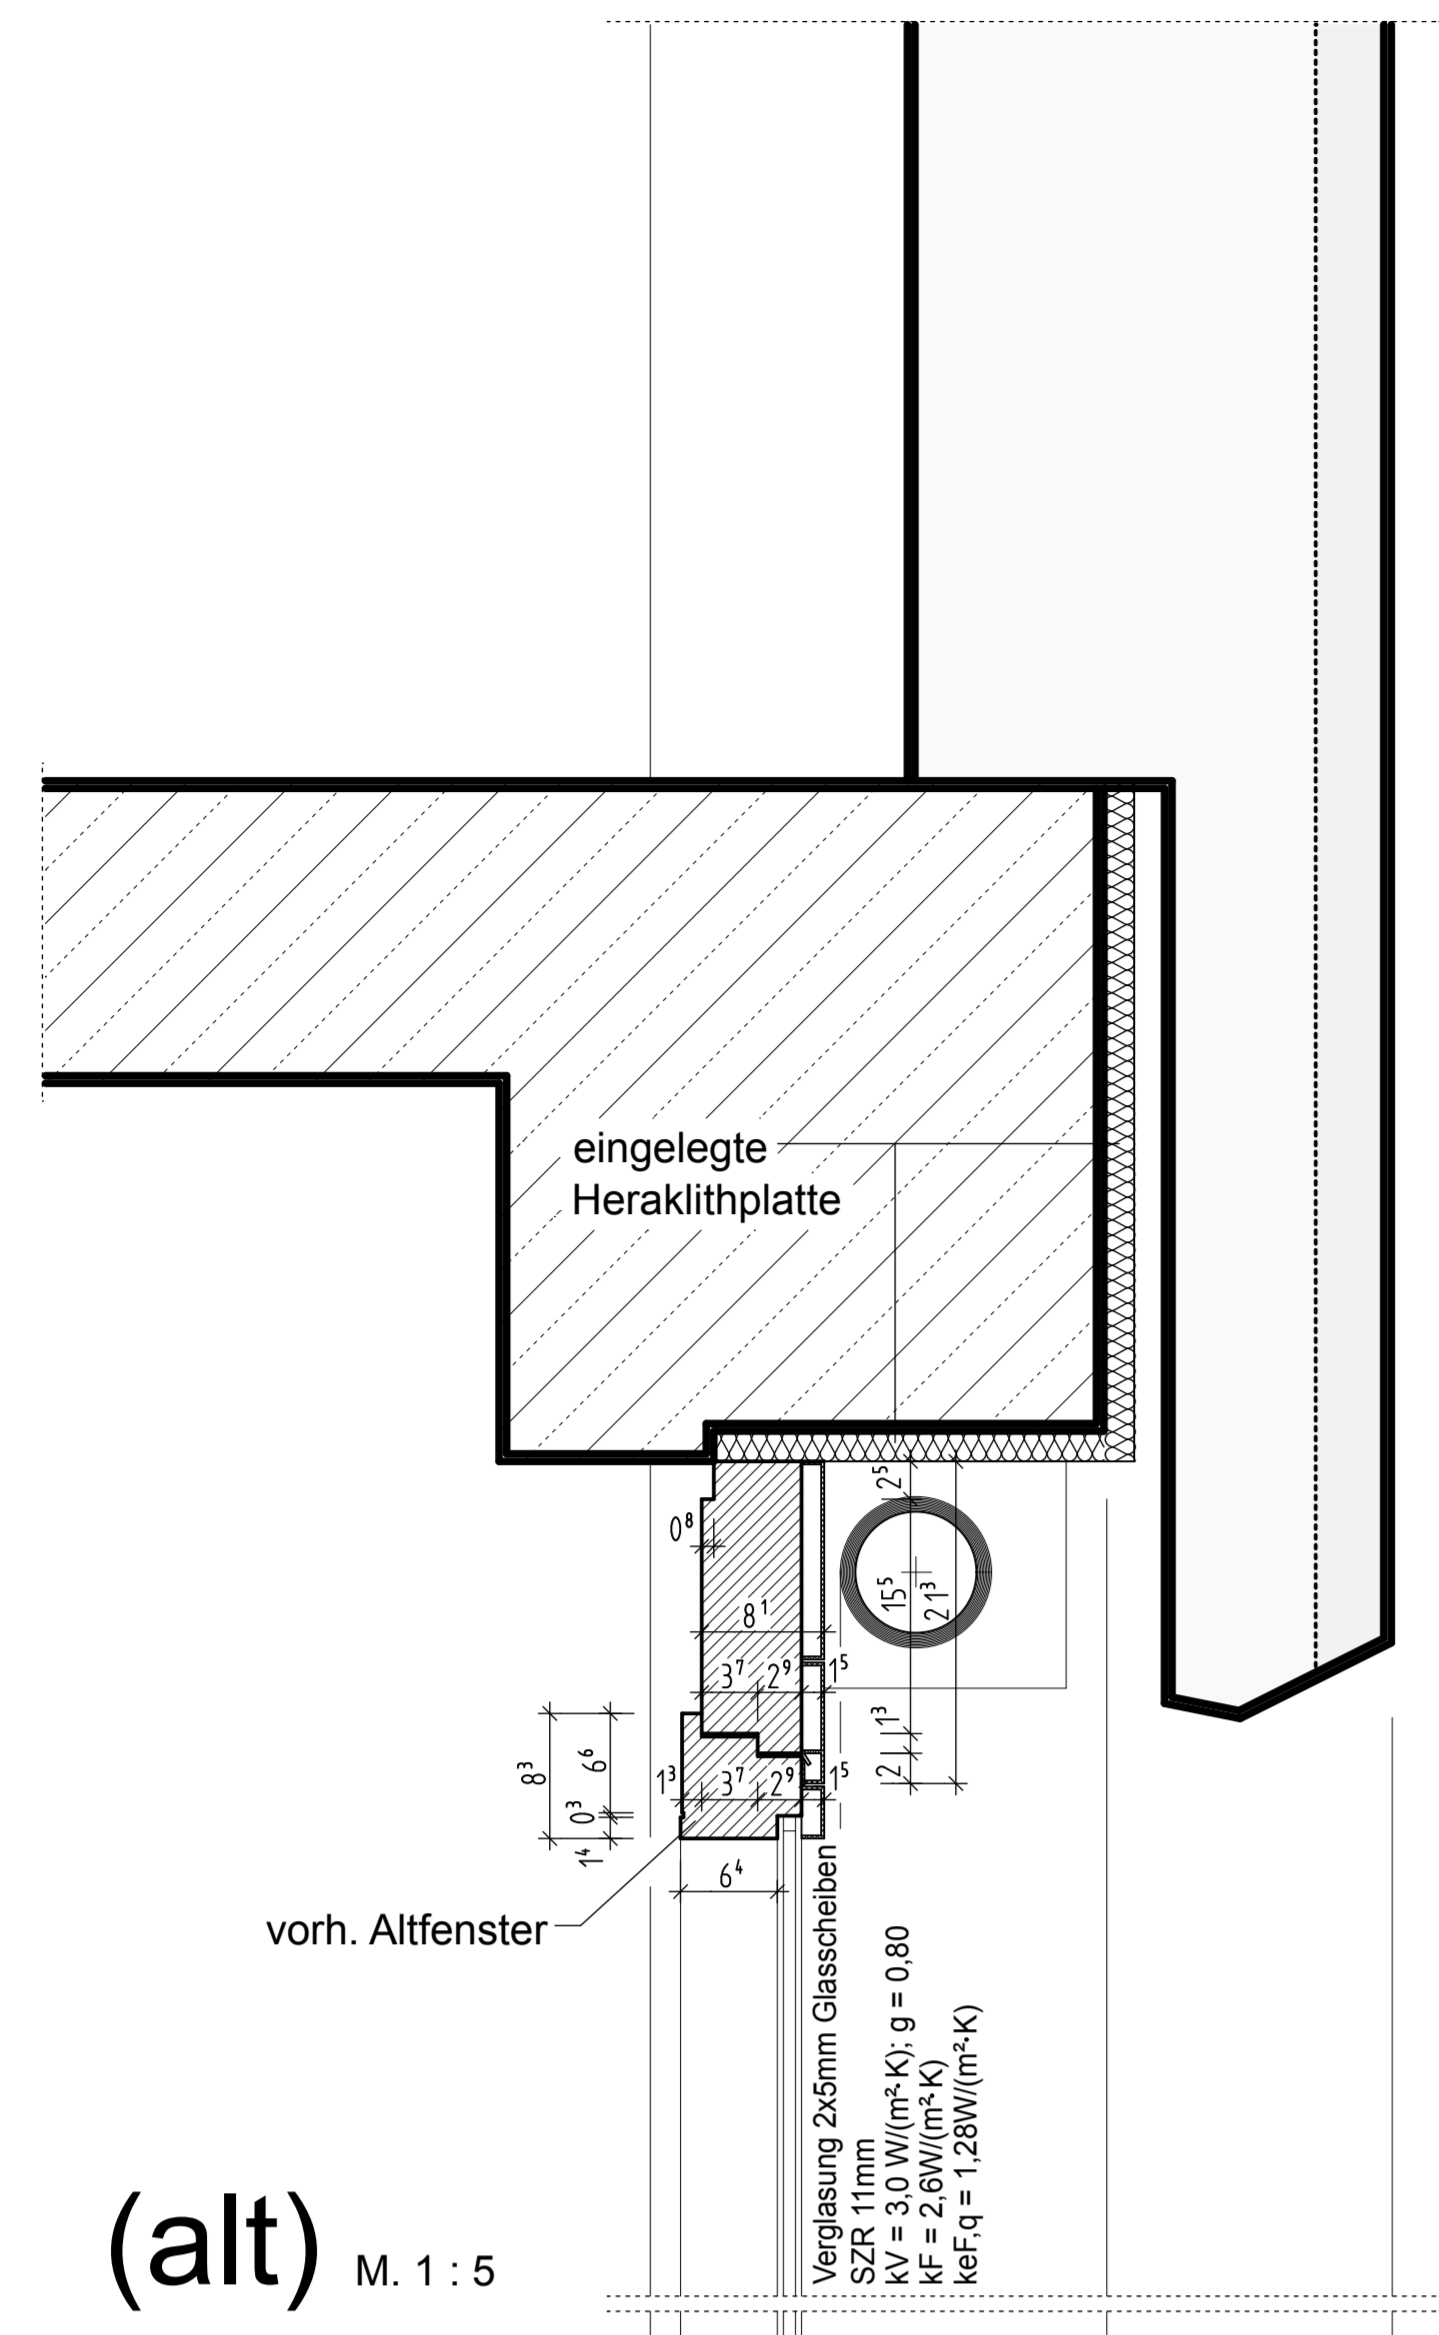 eingelegte
Heraklithplatte
2⁵
0⁸
15⁵
21³
8¹
3⁷ 2⁹ 1⁵
1³
2
8³
6⁶
0³
1⁴
1³ 3⁷ 2⁹ 1⁵
6⁴
vorh. Altfenster
Verglasung 2x5mm Glasscheiben
SZR 11mm
kV = 3,0 W/(m²·K); g = 0,80
kF = 2,6W/(m²·K)
keF,q = 1,28W/(m²·K)
(alt) M. 1 : 5